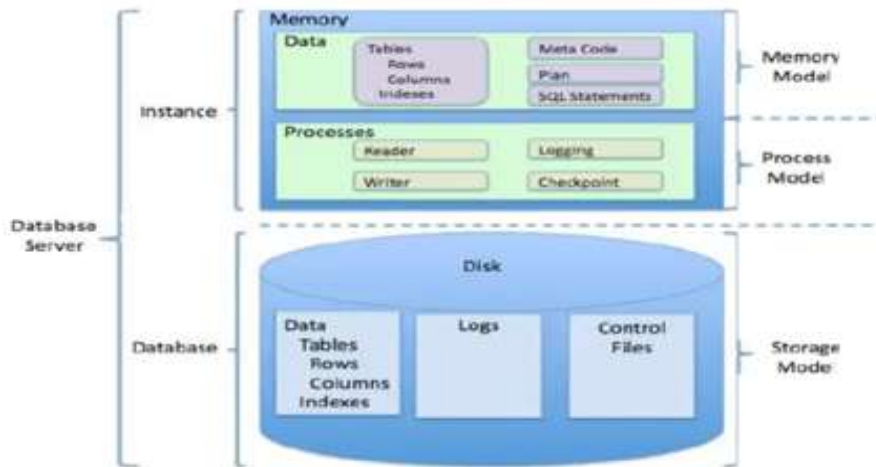 Memory
Data
Tables
Rows
Columns
Indexes
Meta Code
Plan
SQL Statements
Memory
Model
Instance
Processes
Reader
Logging
Writer
Checkpoint
Process
Model
Database
Server
Disk
Database
Data
Tables
Rows
Columns
Indexes
Logs
Control
Files
Storage
Model